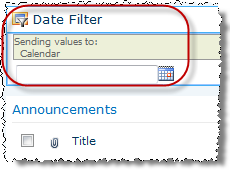 Date Filter
Sending values to:
Calendar
Announcements
Title